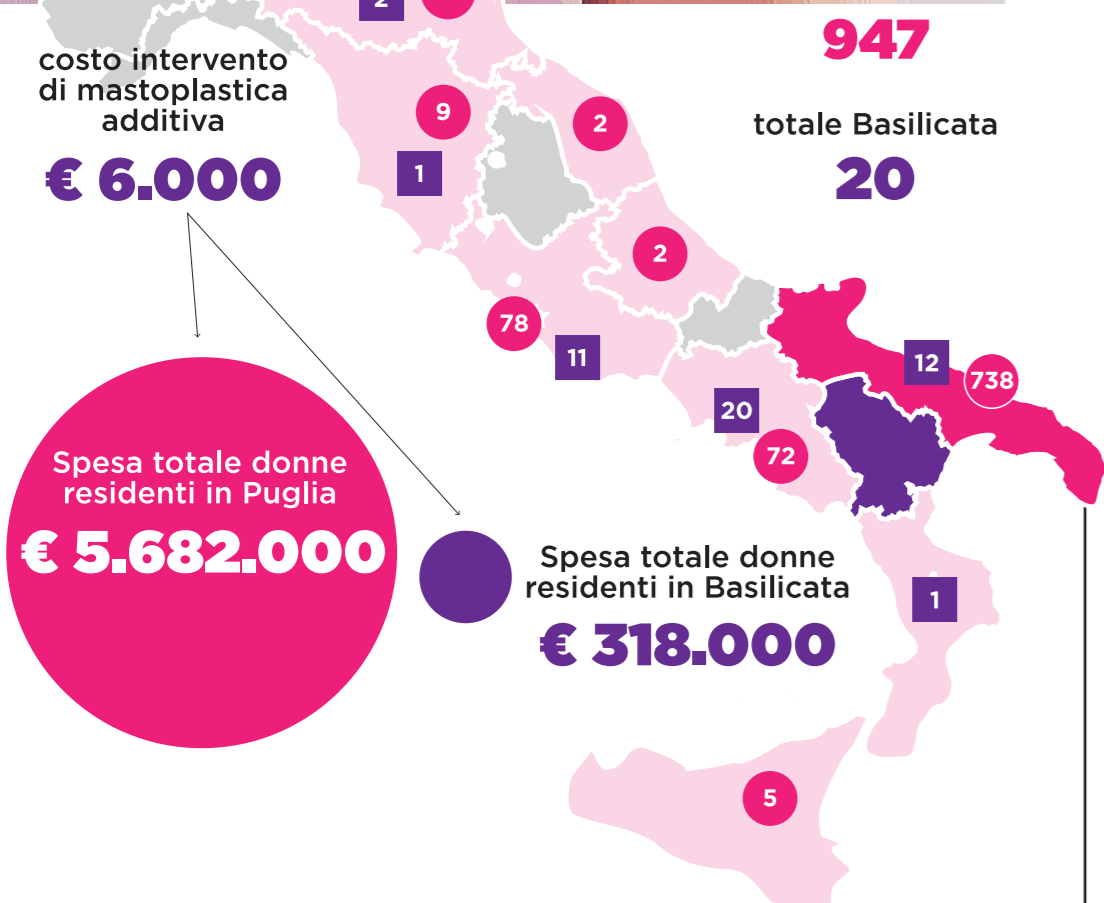 2
947
costo intervento
di mastoplastica
additiva
€ 6.000
9
2
1
totale Basilicata
20
2
78
11
12
738
20
72
Spesa totale donne
residenti in Puglia
€ 5.682.000
Spesa totale donne
residenti in Basilicata
€ 318.000
1
5